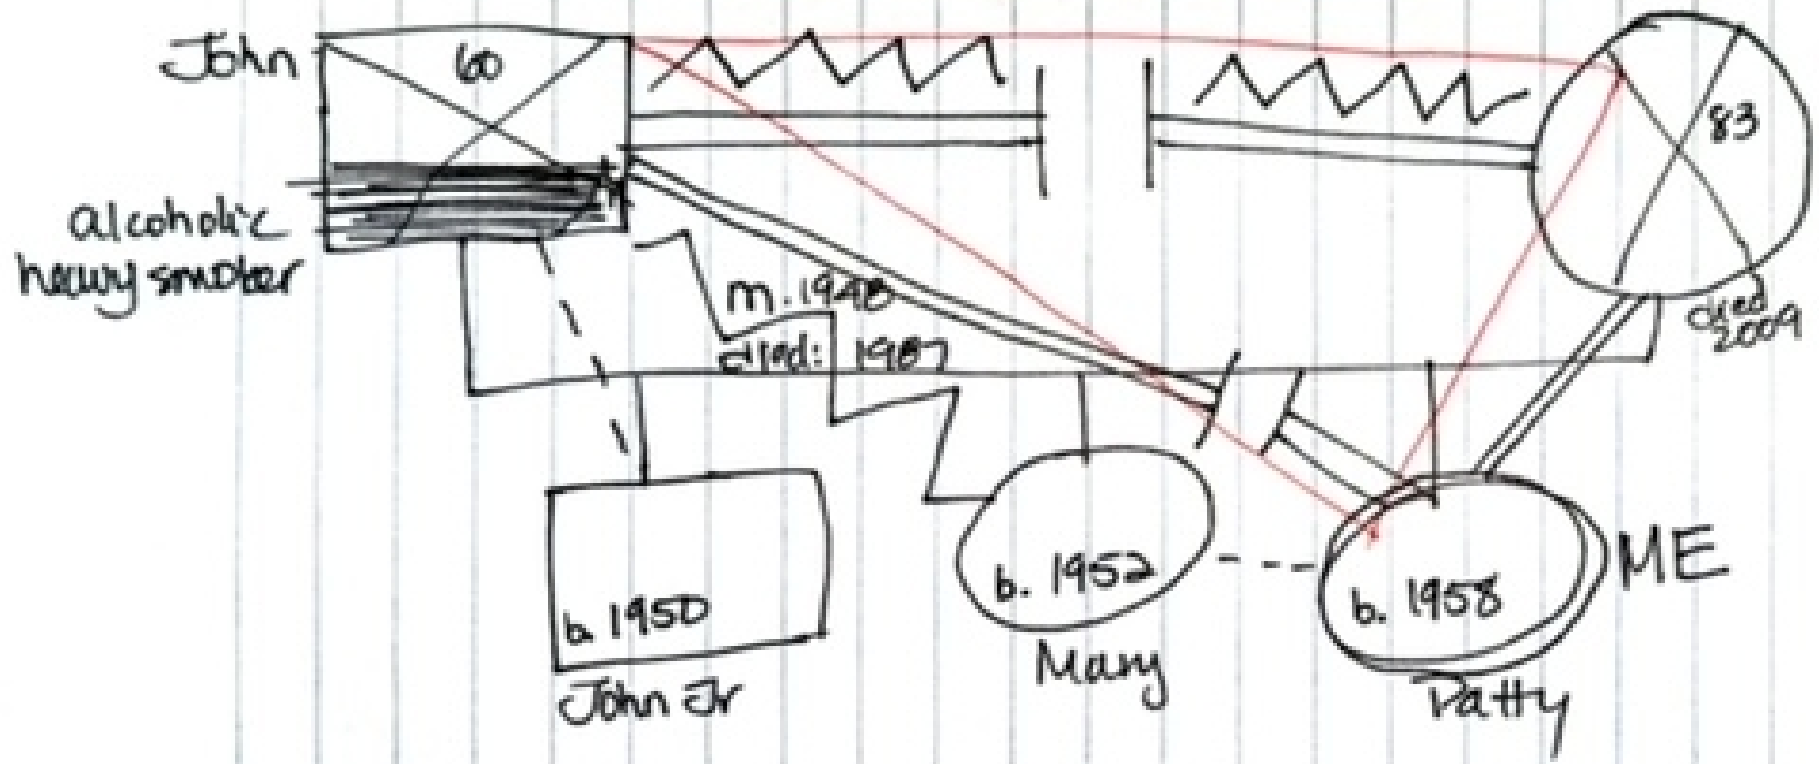 John
60
83
alcoholic
heavy smoker
m. 1948
died: 1987
died
2009
b. 1950
John Jr
b. 1952
Mary
b. 1958
ME
Patty